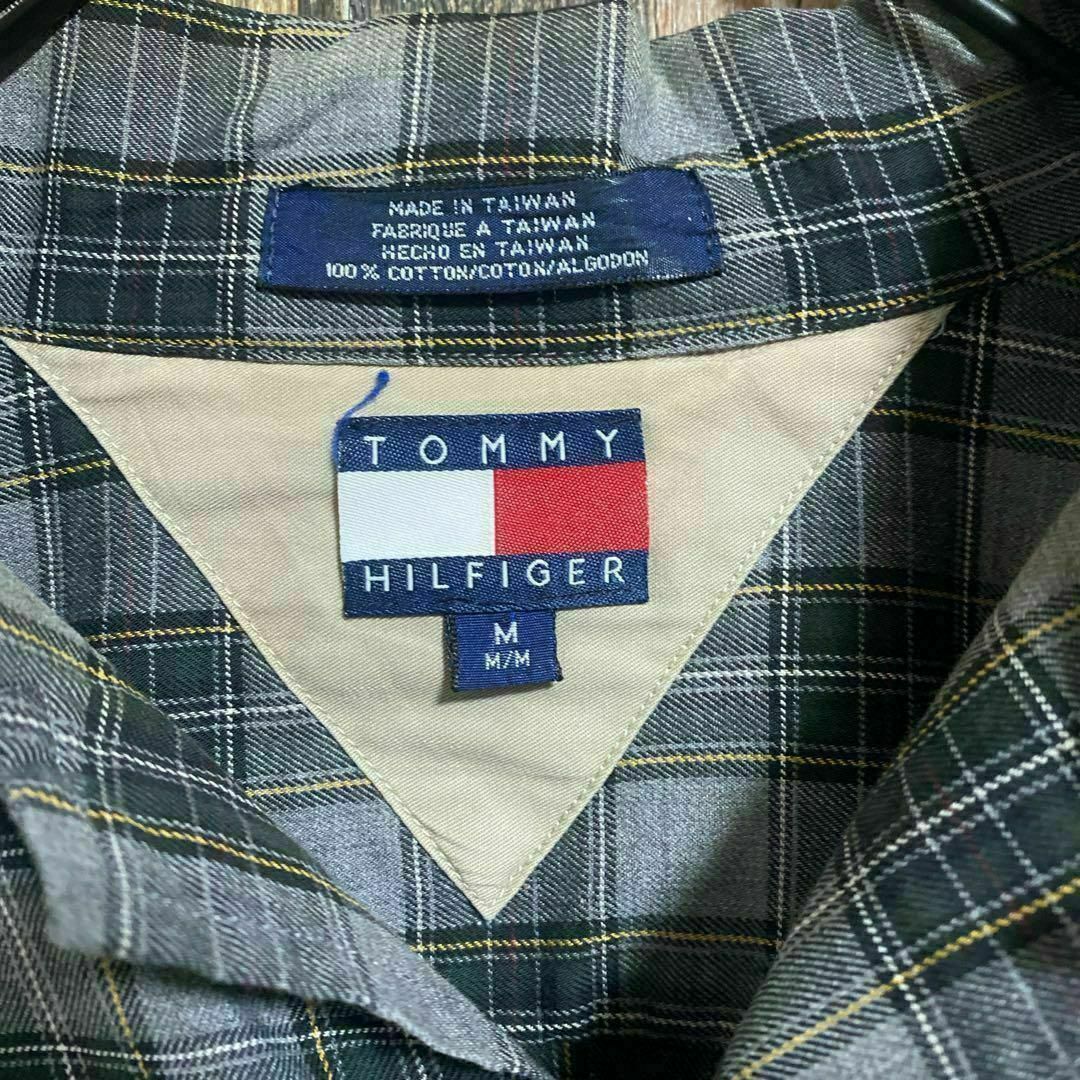 MADE IN TAIWAN
FABRIQUE A TAIWAN
HECHO EN TAIWAN
100% COTTON/COTON/ALGODON
TOMMY
HILFIGER
M
M/M